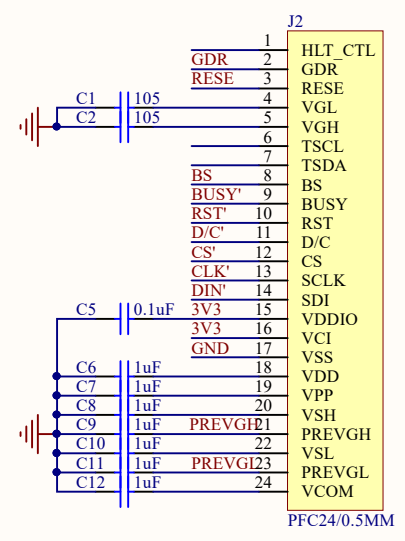 J2
1 HLT_CTL
GDR 2 GDR
RESE 3 RESE
C1 105 4 VGL
C2 105 5 VGH
6 TSCL
7 TSDA
BS 8 BS
BUSY' 9 BUSY
RST' 10 RST
D/C' 11 D/C
CS' 12 CS
CLK' 13 SCLK
DIN' 14 SDI
C5 0.1uF 3V3 15 VDDIO
3V3 16 VCI
GND 17 VSS
C6 1uF 18 VDD
C7 1uF 19 VPP
C8 1uF 20 VSH
C9 1uF PREVGH 21 PREVGH
C10 1uF 22 VSL
C11 1uF PREVGL 23 PREVGL
C12 1uF 24 VCOM
PFC24/0.5MM